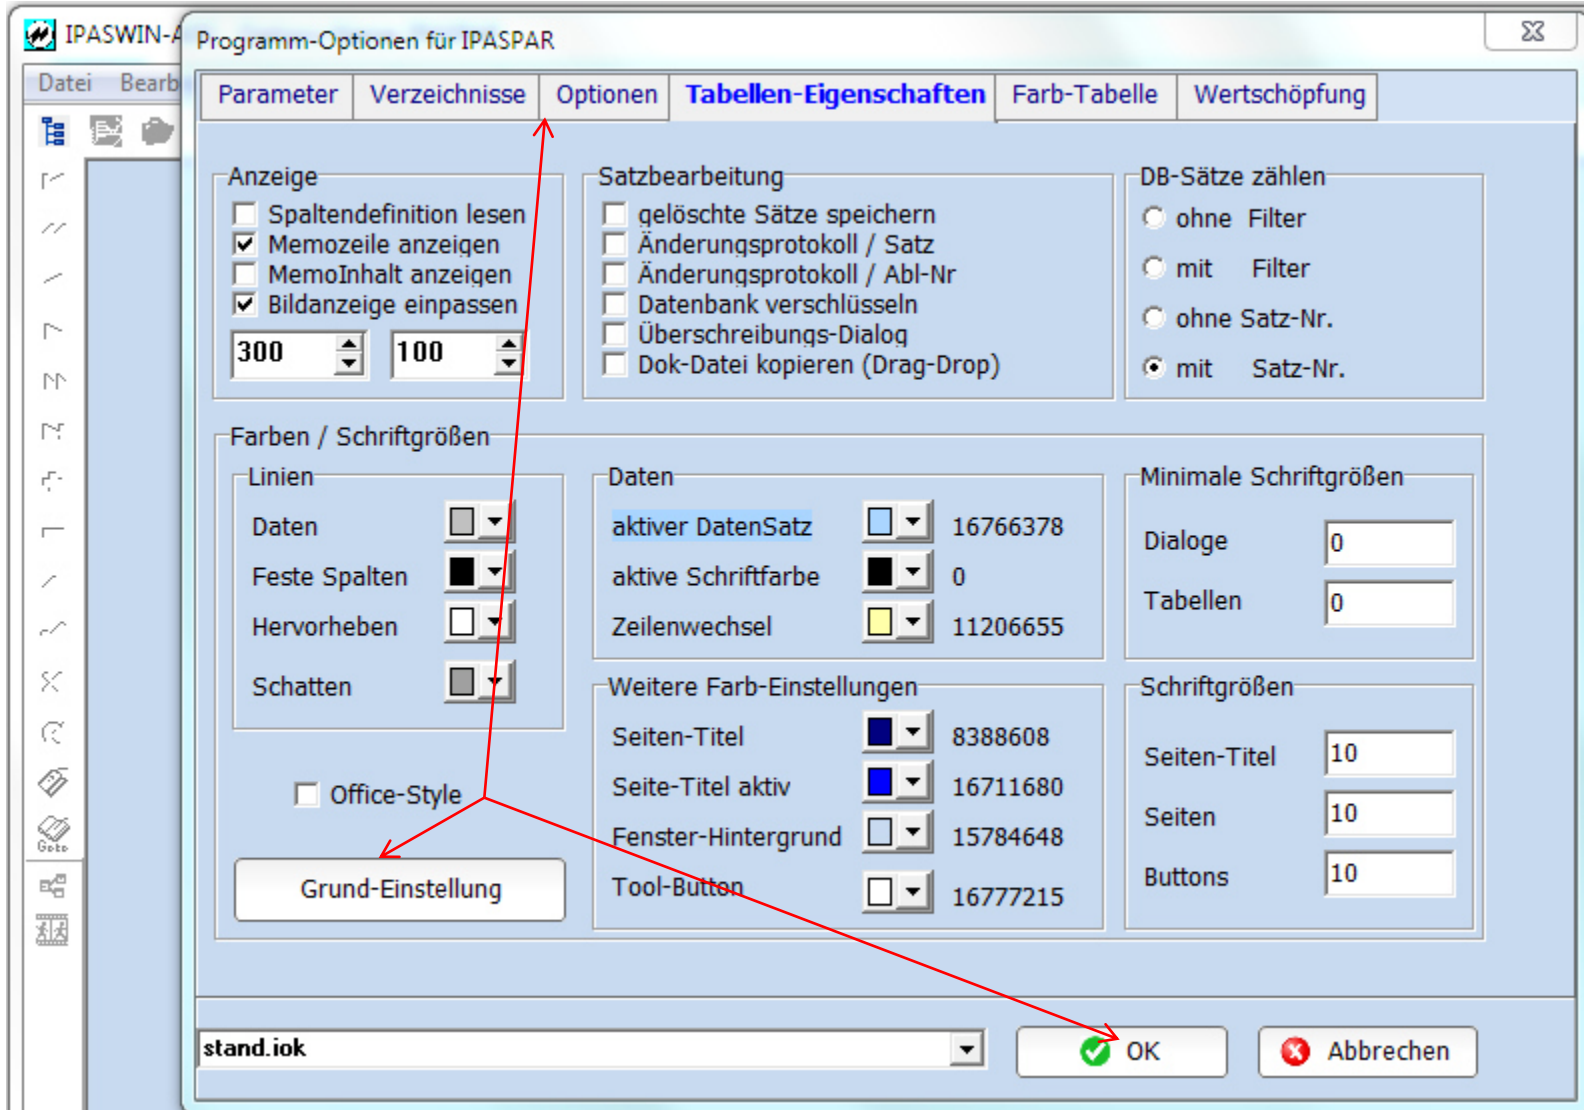 IPASWIN-A
Programm-Optionen für IPASPAR
Datei Bearb
Parameter Verzeichnisse Optionen Tabellen-Eigenschaften Farb-Tabelle Wertschöpfung
Anzeige
Spaltendefinition lesen
Memozeile anzeigen
MemoInhalt anzeigen
Bildanzeige einpassen
300 100
Satzbearbeitung
gelöschte Sätze speichern
Änderungsprotokoll / Satz
Änderungsprotokoll / Abl-Nr
Datenbank verschlüsseln
Überschreibungs-Dialog
Dok-Datei kopieren (Drag-Drop)
DB-Sätze zählen
ohne Filter
mit Filter
ohne Satz-Nr.
mit Satz-Nr.
Farben / Schriftgrößen
Linien
Daten
Feste Spalten
Hervorheben
Schatten
Office-Style
Grund-Einstellung
Daten
aktiver DatenSatz 16766378
aktive Schriftfarbe 0
Zeilenwechsel 11206655
Weitere Farb-Einstellungen
Seiten-Titel 8388608
Seite-Titel aktiv 16711680
Fenster-Hintergrund 15784648
Tool-Button 16777215
Minimale Schriftgrößen
Dialoge 0
Tabellen 0
Schriftgrößen
Seiten-Titel 10
Seiten 10
Buttons 10
Goto
stand.iok
OK
Abbrechen